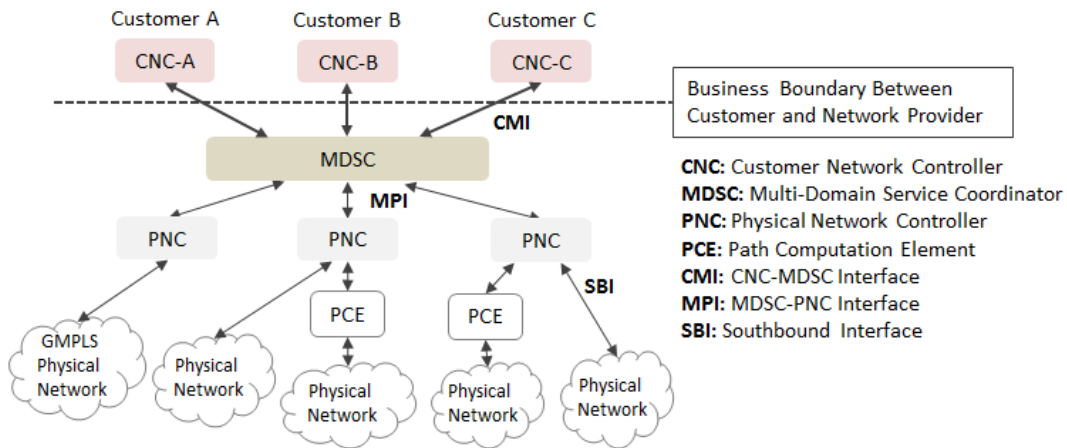 Customer A
Customer B
Customer C
CNC-A
CNC-B
CNC-C
Business Boundary Between
Customer and Network Provider
CMI
MDSC
MPI
PNC
PNC
PNC
SBI
PCE
PCE
GMPLS
Physical
Network
Physical
Network
Physical
Network
Physical
Network
Physical
Network
CNC: Customer Network Controller
MDSC: Multi-Domain Service Coordinator
PNC: Physical Network Controller
PCE: Path Computation Element
CMI: CNC-MDSC Interface
MPI: MDSC-PNC Interface
SBI: Southbound Interface